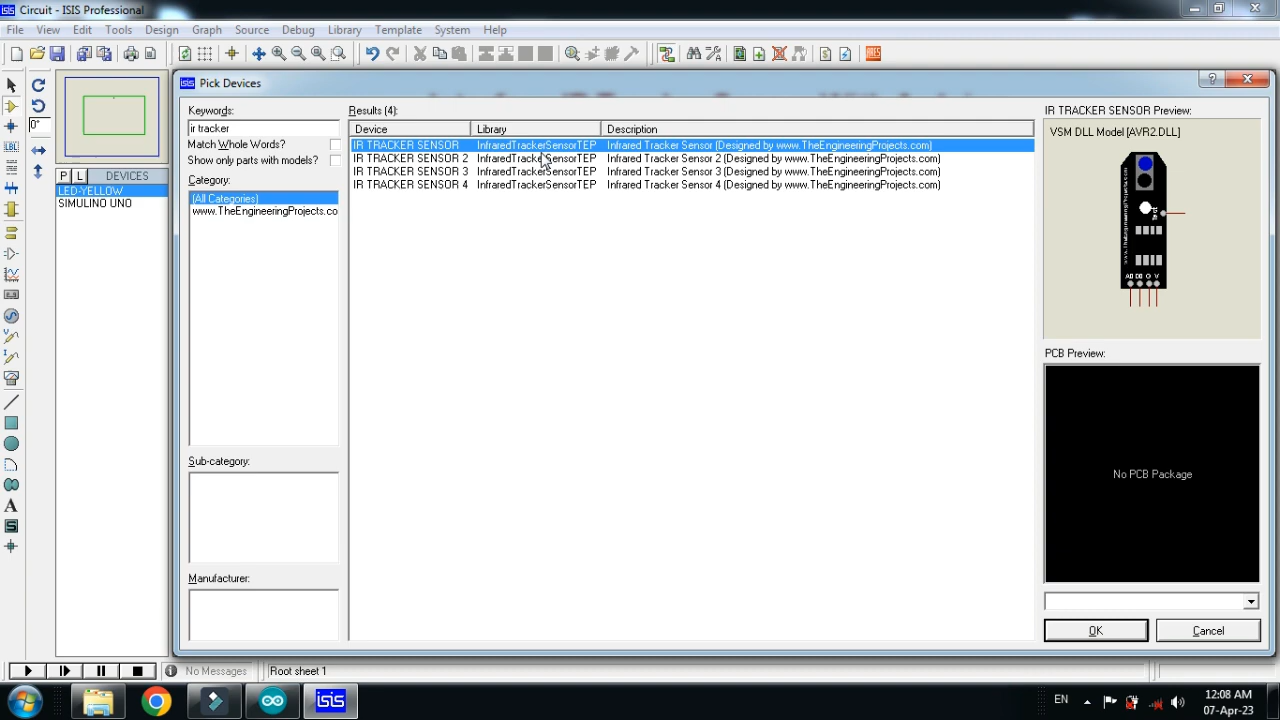 Circuit - ISIS Professional
File View Edit Tools Design Graph Source Debug Library Template System Help
Pick Devices
Keywords:
ir tracker
Match Whole Words?
Show only parts with models?
Category:
(All Categories)
www.TheEngineeringProjects.co
Sub-category:
Manufacturer:
Results (4):
Device Library Description
IR TRACKER SENSOR InfraredTrackerSensorTEP Infrared Tracker Sensor (Designed by www.TheEngineeringProjects.com)
IR TRACKER SENSOR 2 InfraredTrackerSensorTEP Infrared Tracker Sensor 2 (Designed by www.TheEngineeringProjects.com)
IR TRACKER SENSOR 3 InfraredTrackerSensorTEP Infrared Tracker Sensor 3 (Designed by www.TheEngineeringProjects.com)
IR TRACKER SENSOR 4 InfraredTrackerSensorTEP Infrared Tracker Sensor 4 (Designed by www.TheEngineeringProjects.com)
IR TRACKER SENSOR Preview:
VSM DLL Model [AVR2.DLL]
PCB Preview:
No PCB Package
OK Cancel
0°
LBL
A
S
P L DEVICES
LED-YELLOW
SIMULINO UNO
ARES
isis
No Messages Root sheet 1
isis
EN
12:08 AM
07-Apr-23